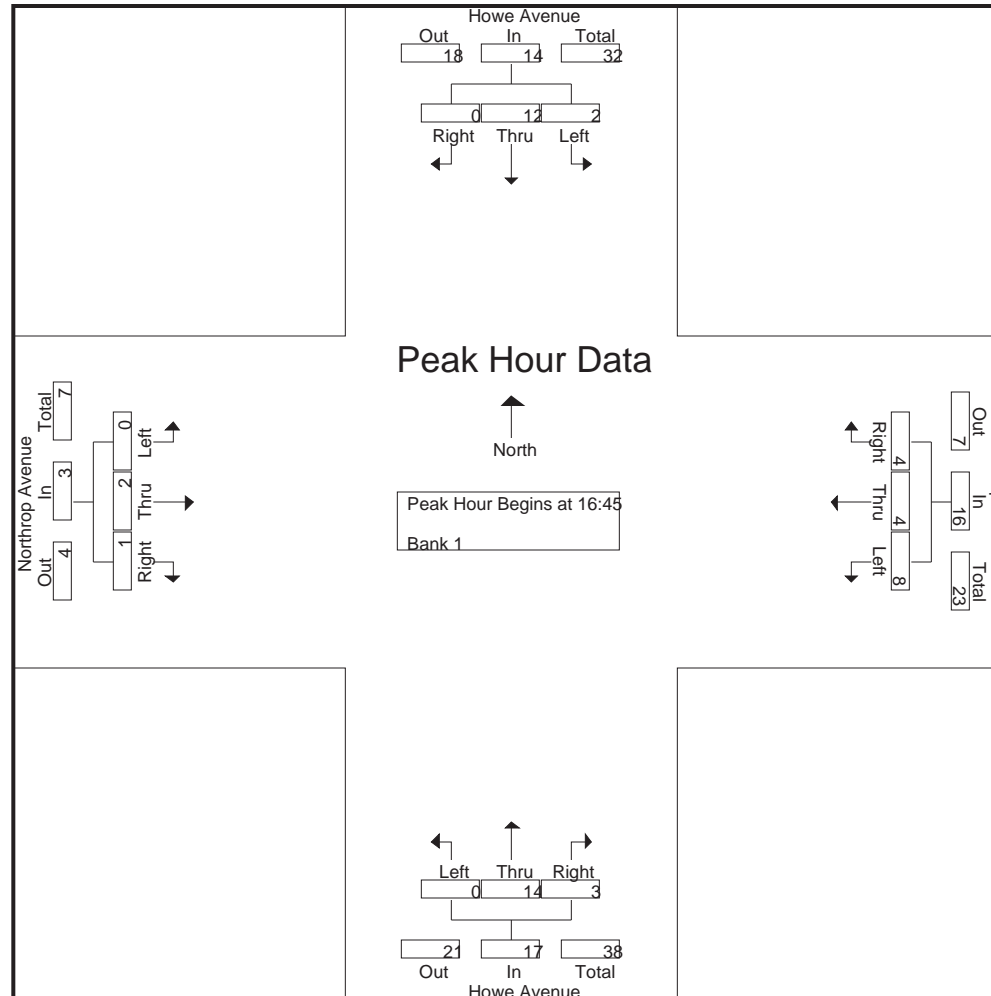 Howe Avenue
Out In Total
18 14 32
0 12 2
Right Thru Left
Peak Hour Data
North
Peak Hour Begins at 16:45
Bank 1
Northrop Avenue
Out In Total
4 3 7
Right Thru Left
1 2 0
Right Thru Left
4 4 8
Out In Total
7 16 23
Left Thru Right
0 14 3
21 17 38
Out In Total
Howe Avenue